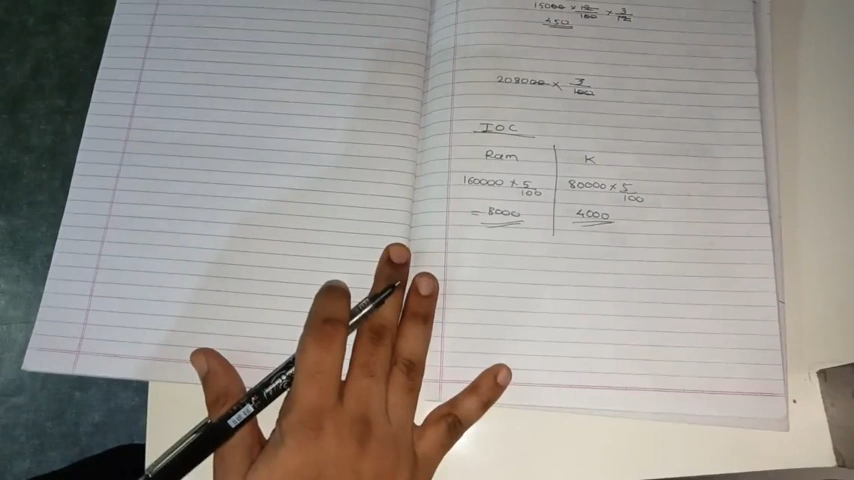 15000 × 12/100 × 3/12
450
208000 × 3/100
IOC
Ram K
160000 × 5/100 80000 × 5/100
= 8000 4000